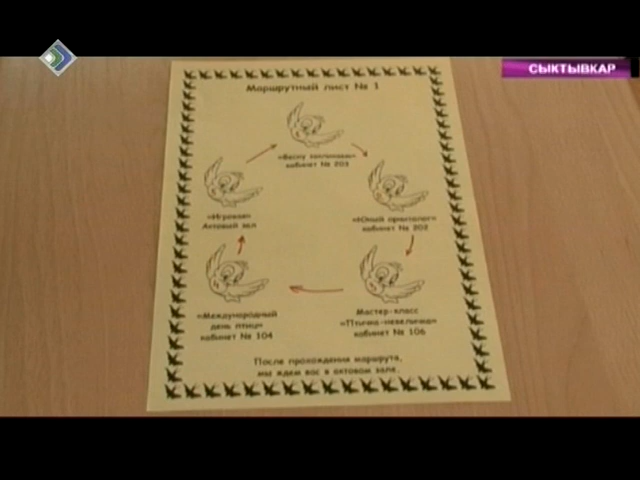 СЫКТЫВКАР
Маршрутный лист № 1
«Весну закликаем»
кабинет № 203
«Игровая»
Актовый зал
«Юный орнитолог»
кабинет № 202
«Международный
день птиц»
кабинет № 104
Мастер-класс
«Птичка-невеличка»
кабинет № 106
После прохождения маршрута,
мы ждем вас в актовом зале.